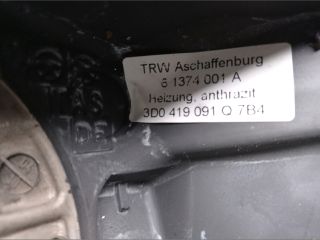 TRW Aschaffenburg
6 1374 001 A
Heizung, anthrazit
3D0 419 091 Q 7B4